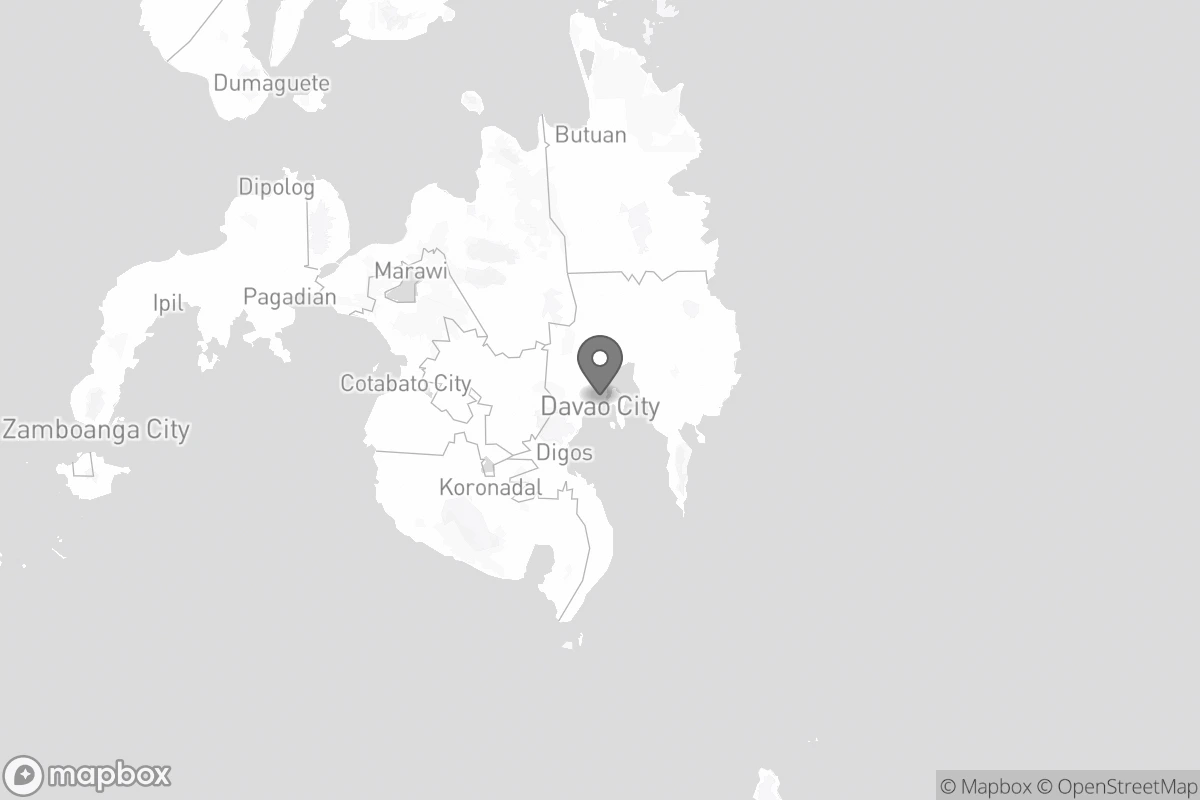 Dumaguete
Butuan
Dipolog
Marawi
Pagadian
Ipil
Cotabato City
Davao City
Zamboanga City
Digos
Koronadal
mapbox
© Mapbox © OpenStreetMap